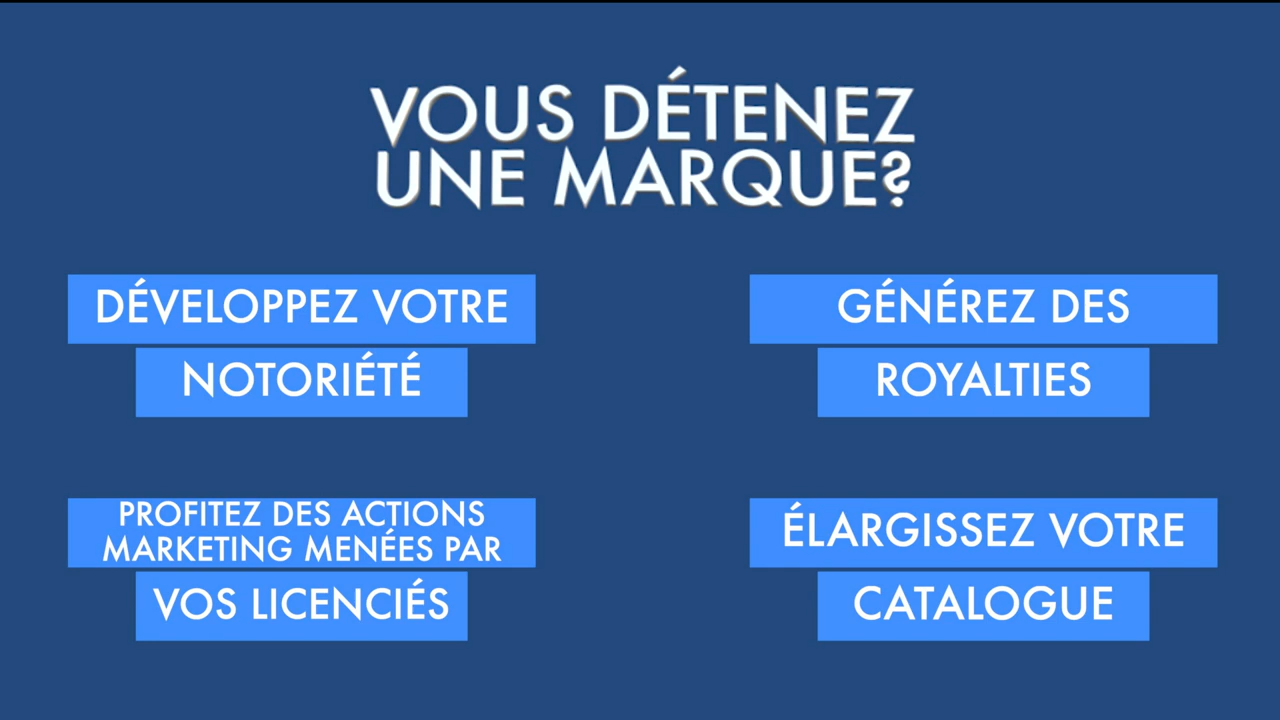 VOUS DÉTENEZ
UNE MARQUE?
DÉVELOPPEZ VOTRE
NOTORIÉTÉ
GÉNÉREZ DES
ROYALTIES
PROFITEZ DES ACTIONS
MARKETING MENÉES PAR
VOS LICENCIÉS
ÉLARGISSEZ VOTRE
CATALOGUE